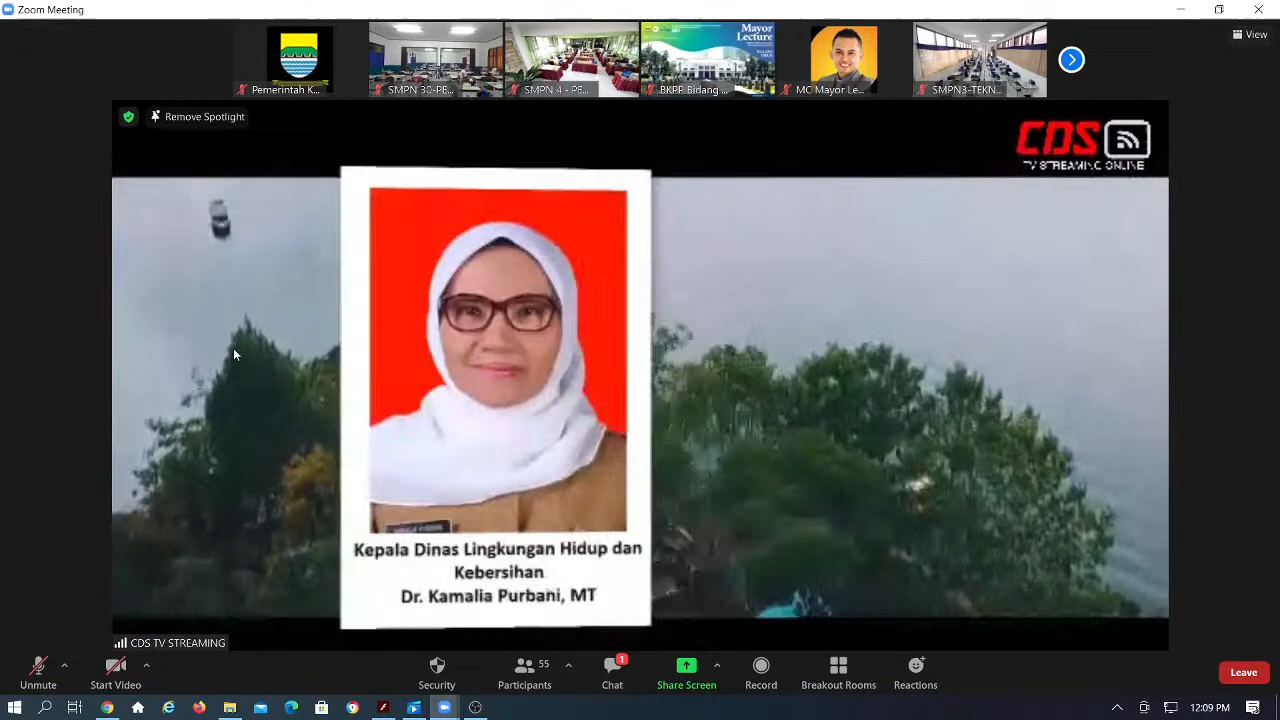 Zoom Meeting
View
Mayor
Lecture
Pemerintah K...
SMPN 30-PE...
SMPN 4 - PE...
BKPP Bidang ...
MC Mayor Le...
SMPN3-TEKN...
Remove Spotlight
CDS
TV STREAMING ONLINE
Kepala Dinas Lingkungan Hidup dan
Kebersihan
Dr. Kamalia Purbani, MT
CDS TV STREAMING
Unmute
Start Video
Security
55
Participants
1
Chat
Share Screen
Record
Breakout Rooms
Reactions
Leave
12:09 PM